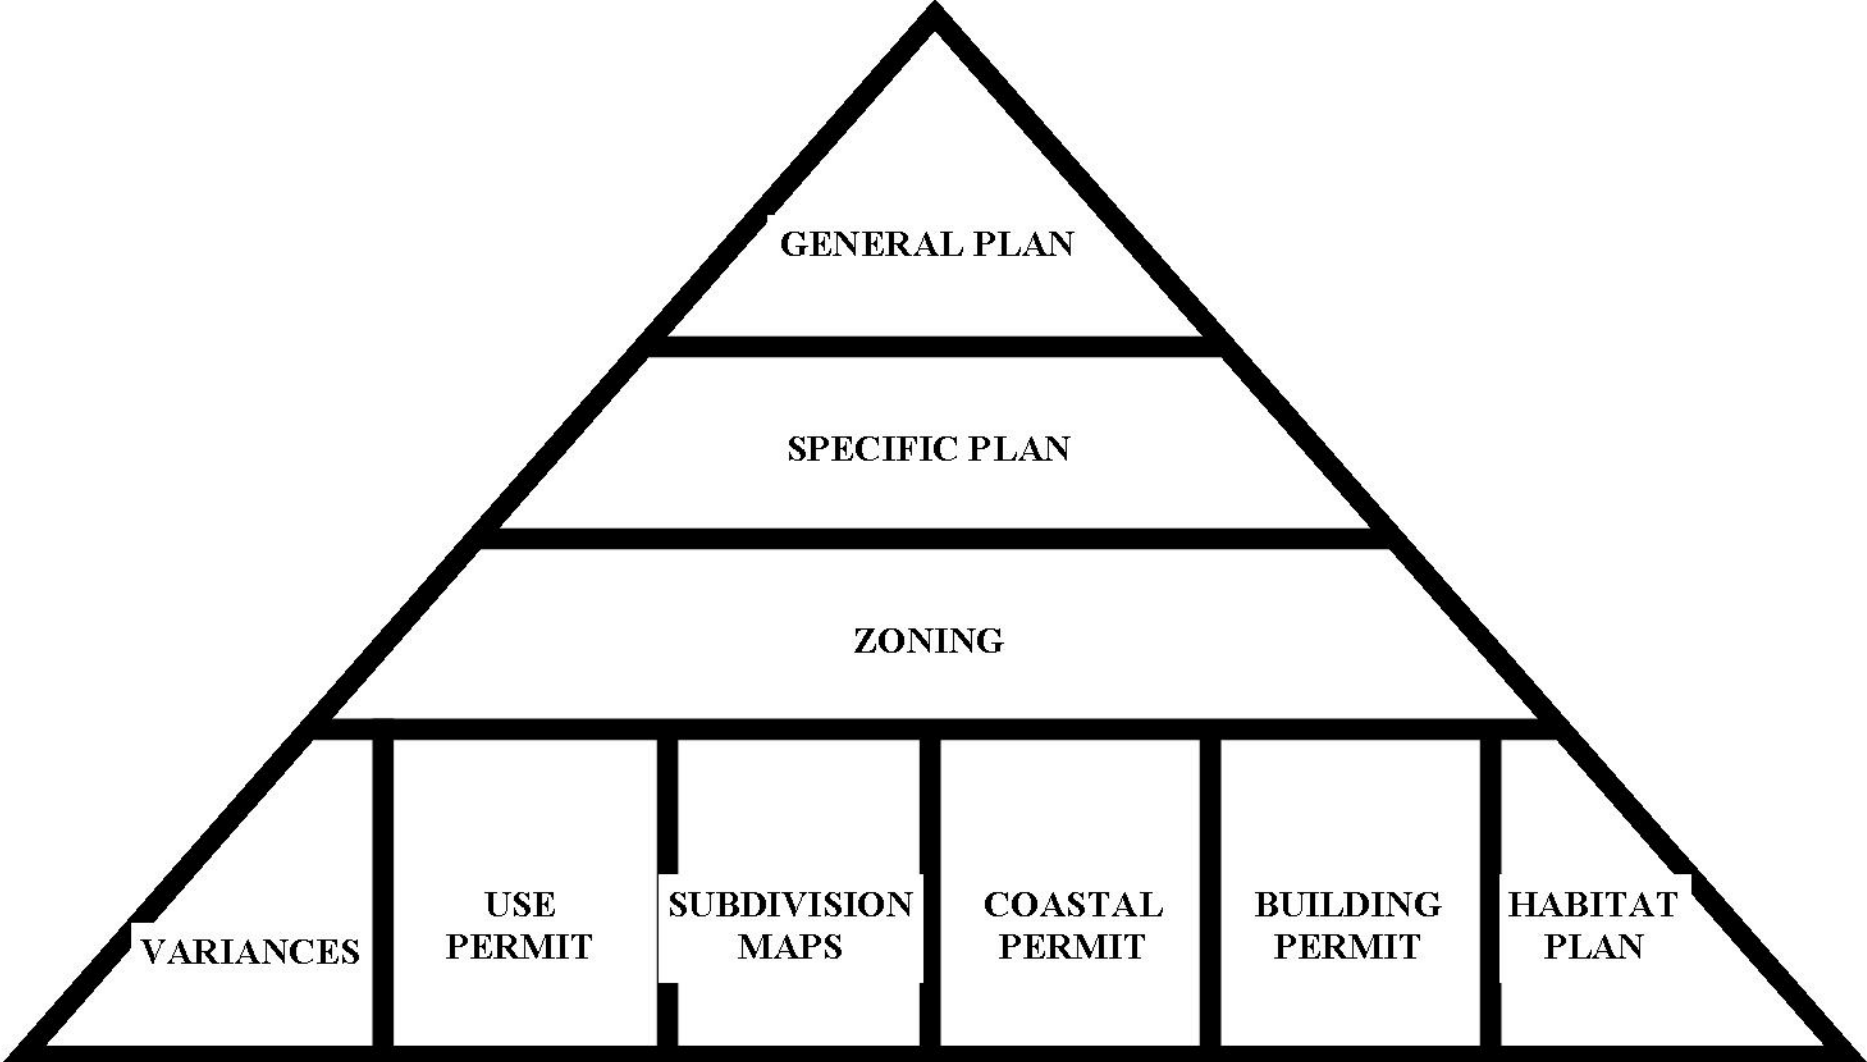 GENERAL PLAN
SPECIFIC PLAN
ZONING
VARIANCES
USE
PERMIT
SUBDIVISION
MAPS
COASTAL
PERMIT
BUILDING
PERMIT
HABITAT
PLAN